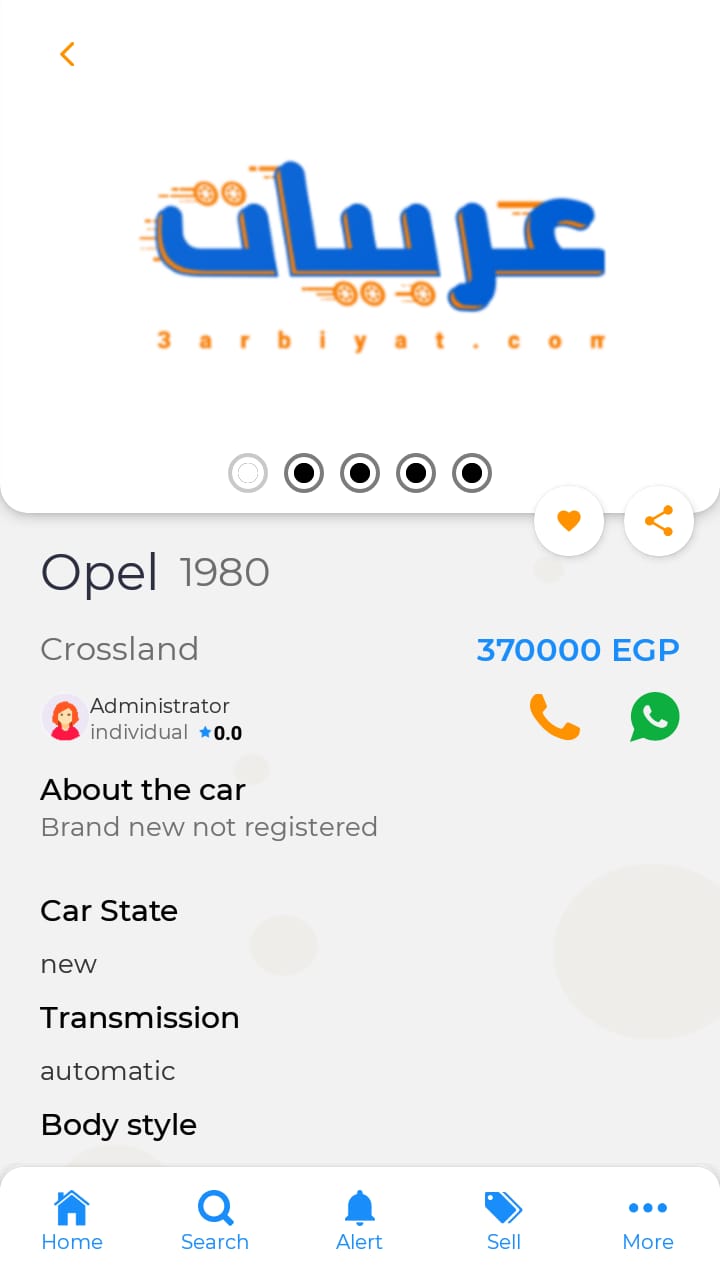 عربيات
3arbiyat.com
Opel 1980
Crossland 370000 EGP
Administrator
individual 0.0
About the car
Brand new not registered
Car State
new
Transmission
automatic
Body style
Home Search Alert Sell More